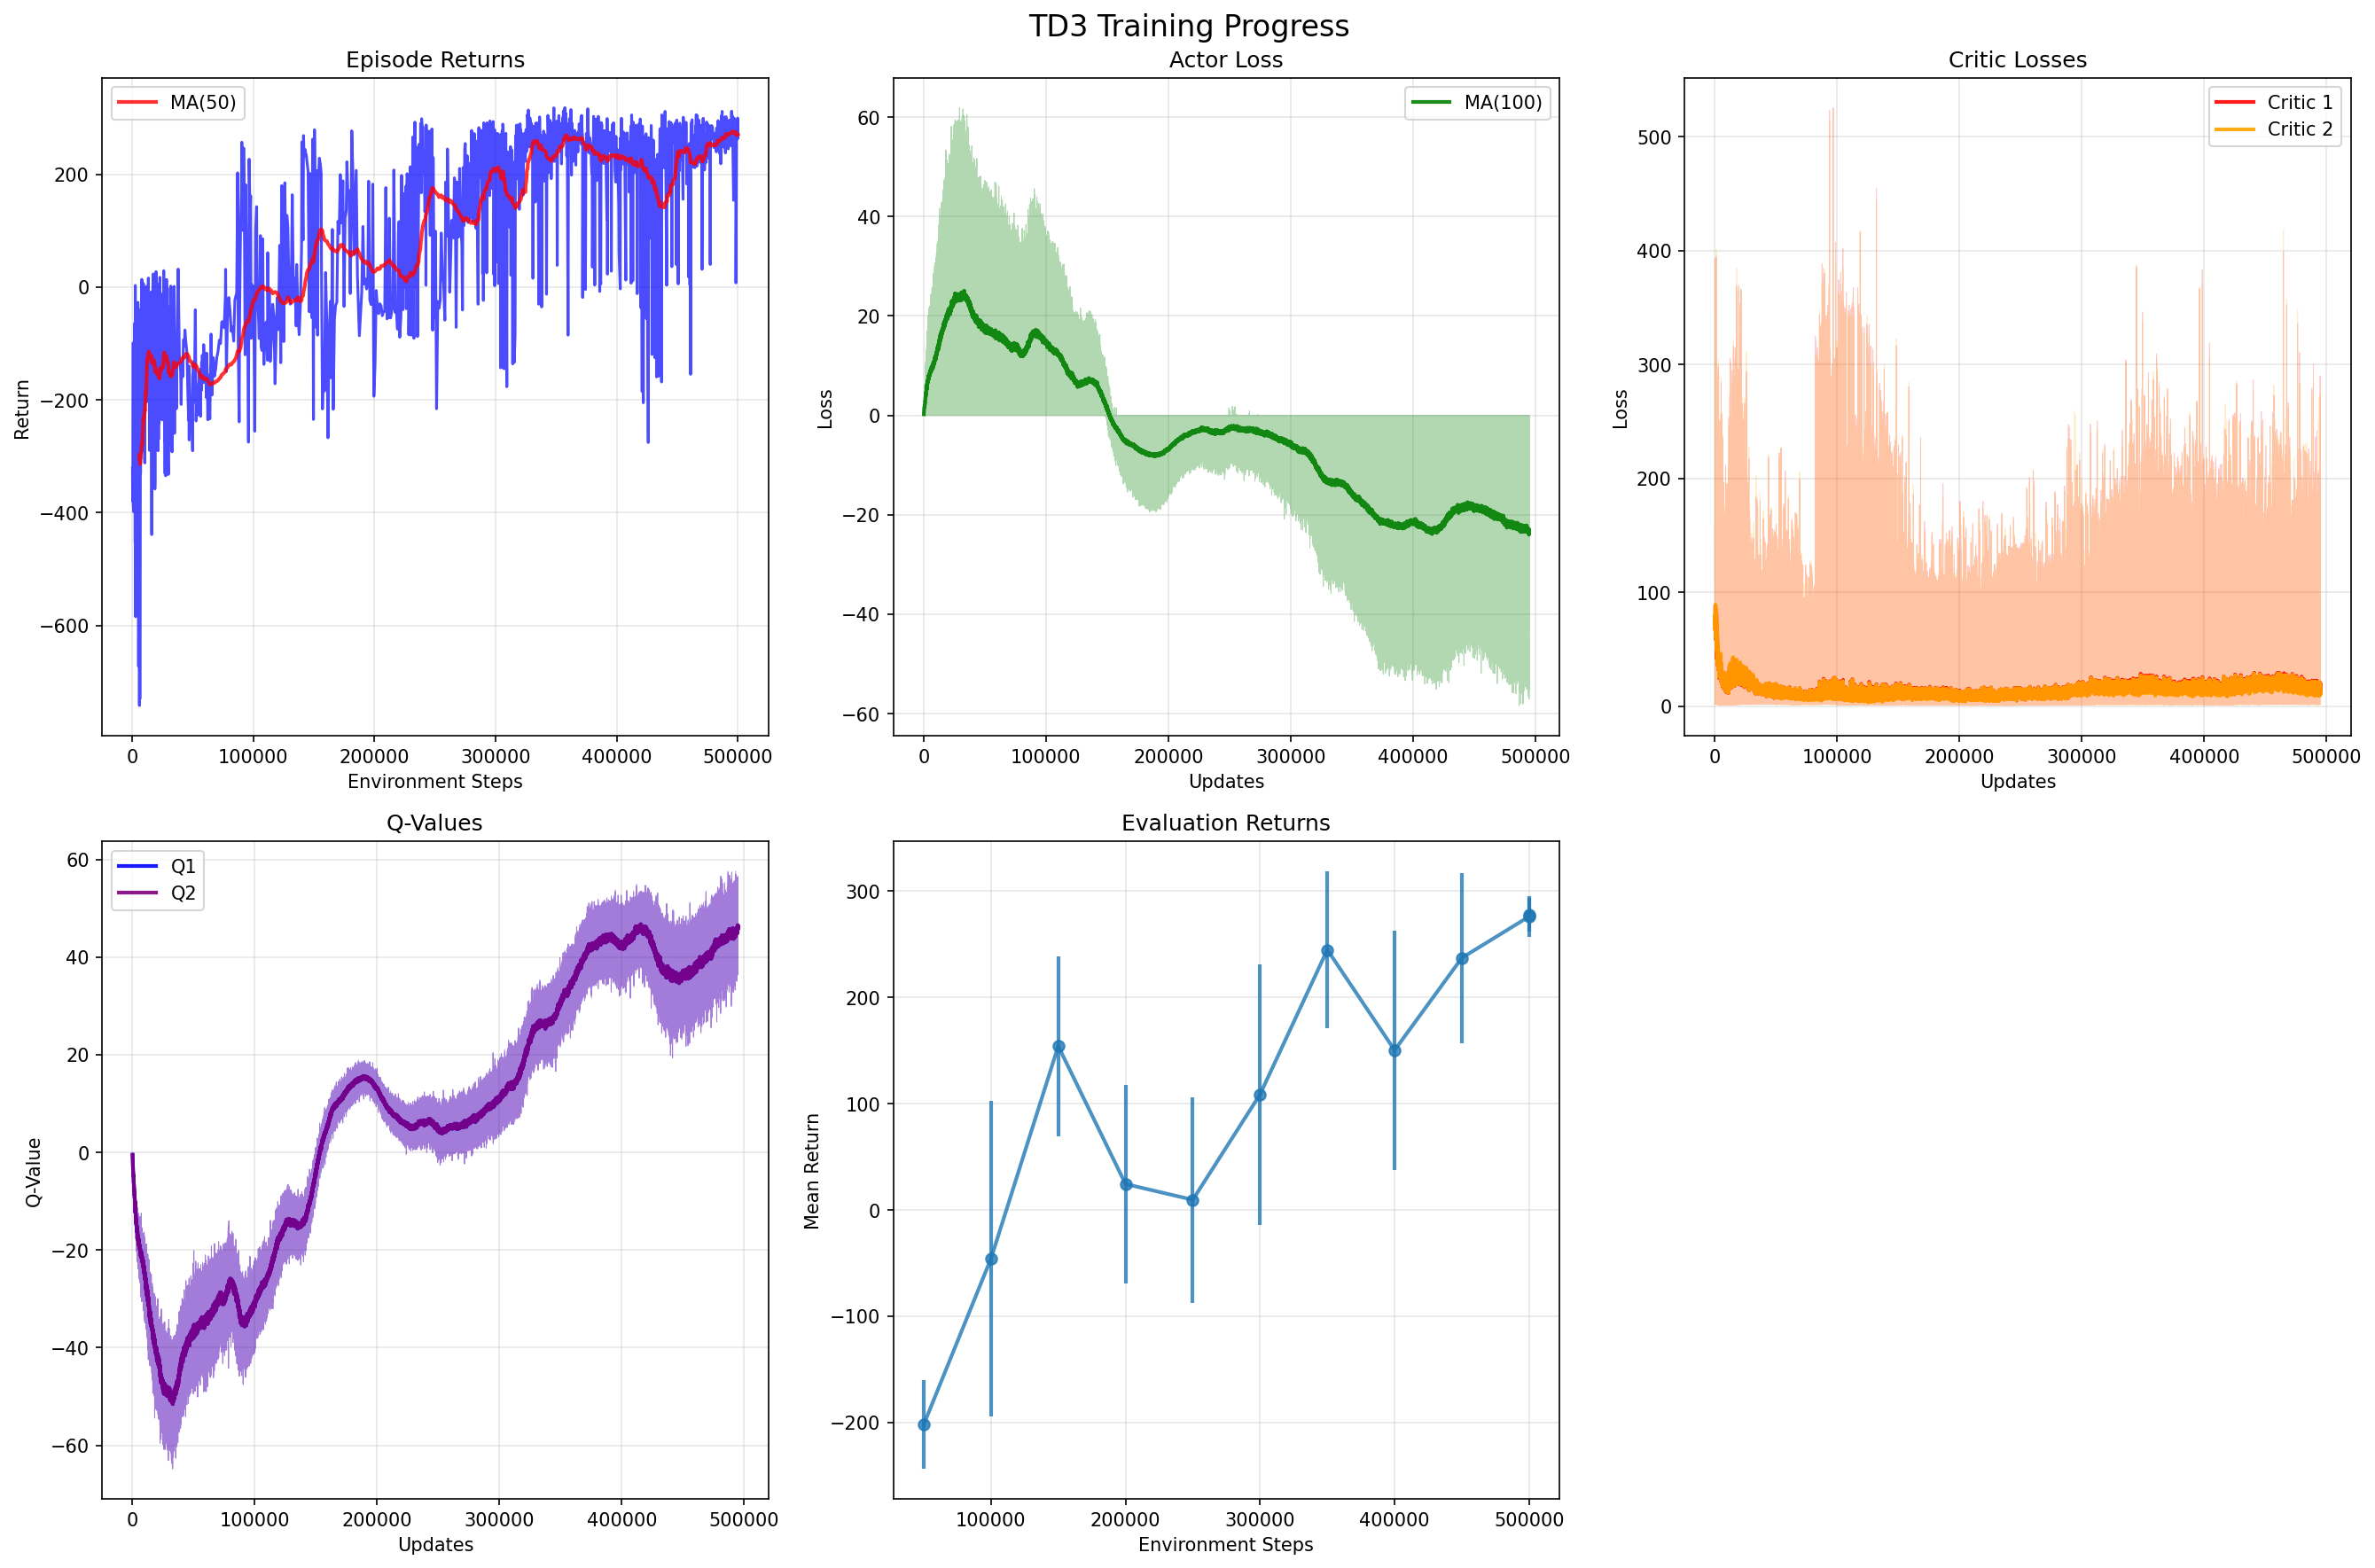 TD3 Training Progress
Episode Returns
MA(50)
200
0
−200
−400
−600
Return
0 100000 200000 300000 400000 500000
Environment Steps
Actor Loss
MA(100)
60
40
20
0
−20
−40
−60
Loss
0 100000 200000 300000 400000 500000
Updates
Critic Losses
Critic 1
Critic 2
500
400
300
200
100
0
Loss
0 100000 200000 300000 400000 500000
Updates
Q-Values
Q1
Q2
60
40
20
0
−20
−40
−60
Q-Value
0 100000 200000 300000 400000 500000
Updates
Evaluation Returns
300
200
100
0
−100
−200
Mean Return
100000 200000 300000 400000 500000
Environment Steps